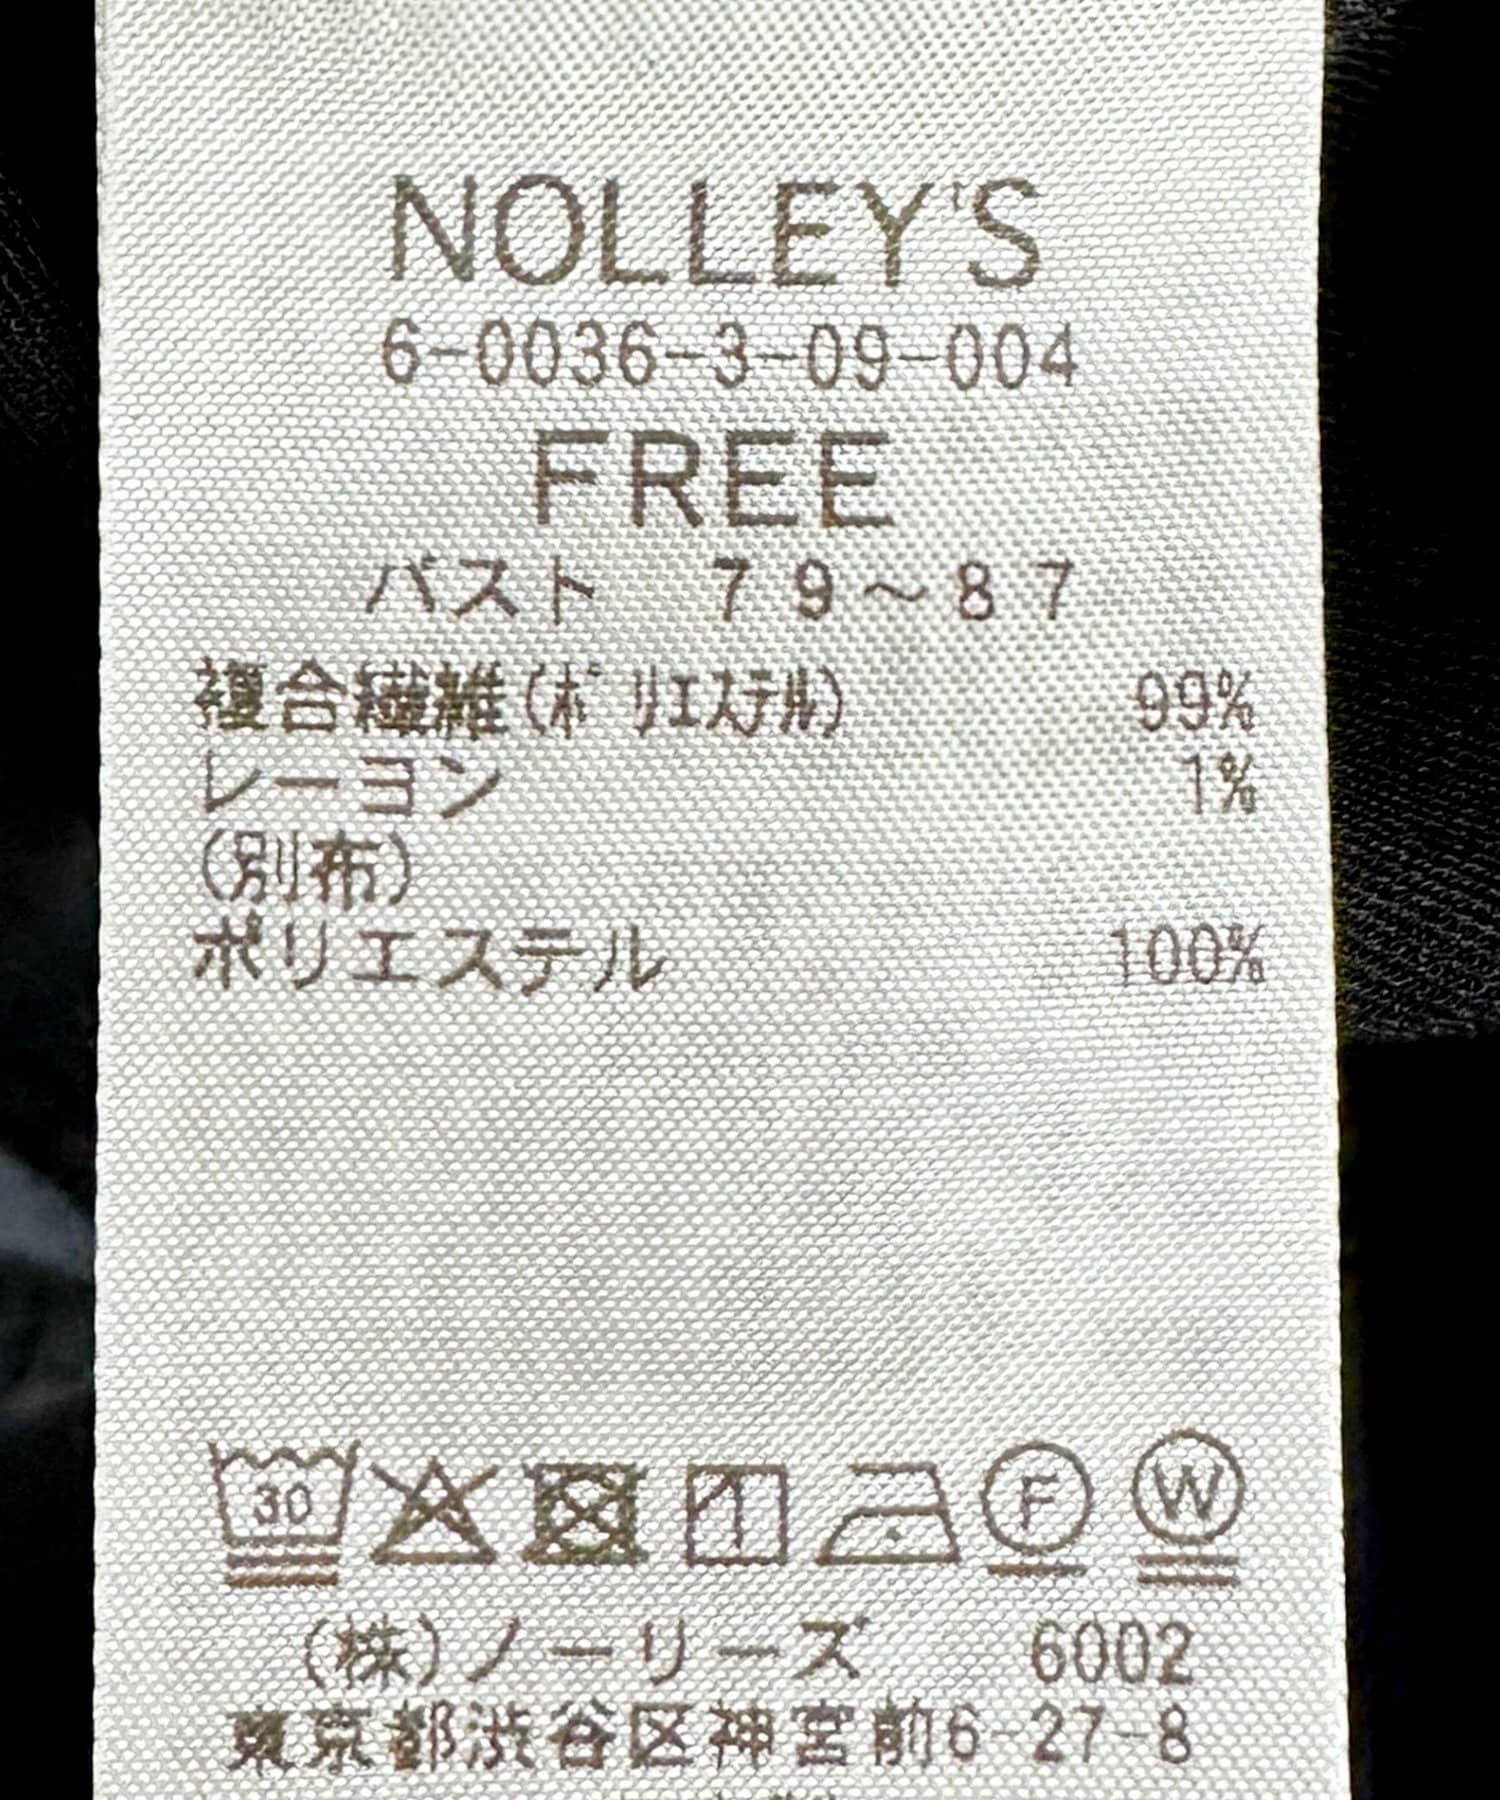 NOLLEY'S
6-0036-3-09-004
FREE
バスト 79～87
複合繊維(ポリエステル) 99%
レーヨン 1%
(別布)
ポリエステル 100%
30 F W
(株)ノーリーズ 6002
東京都渋谷区神宮前6-27-8